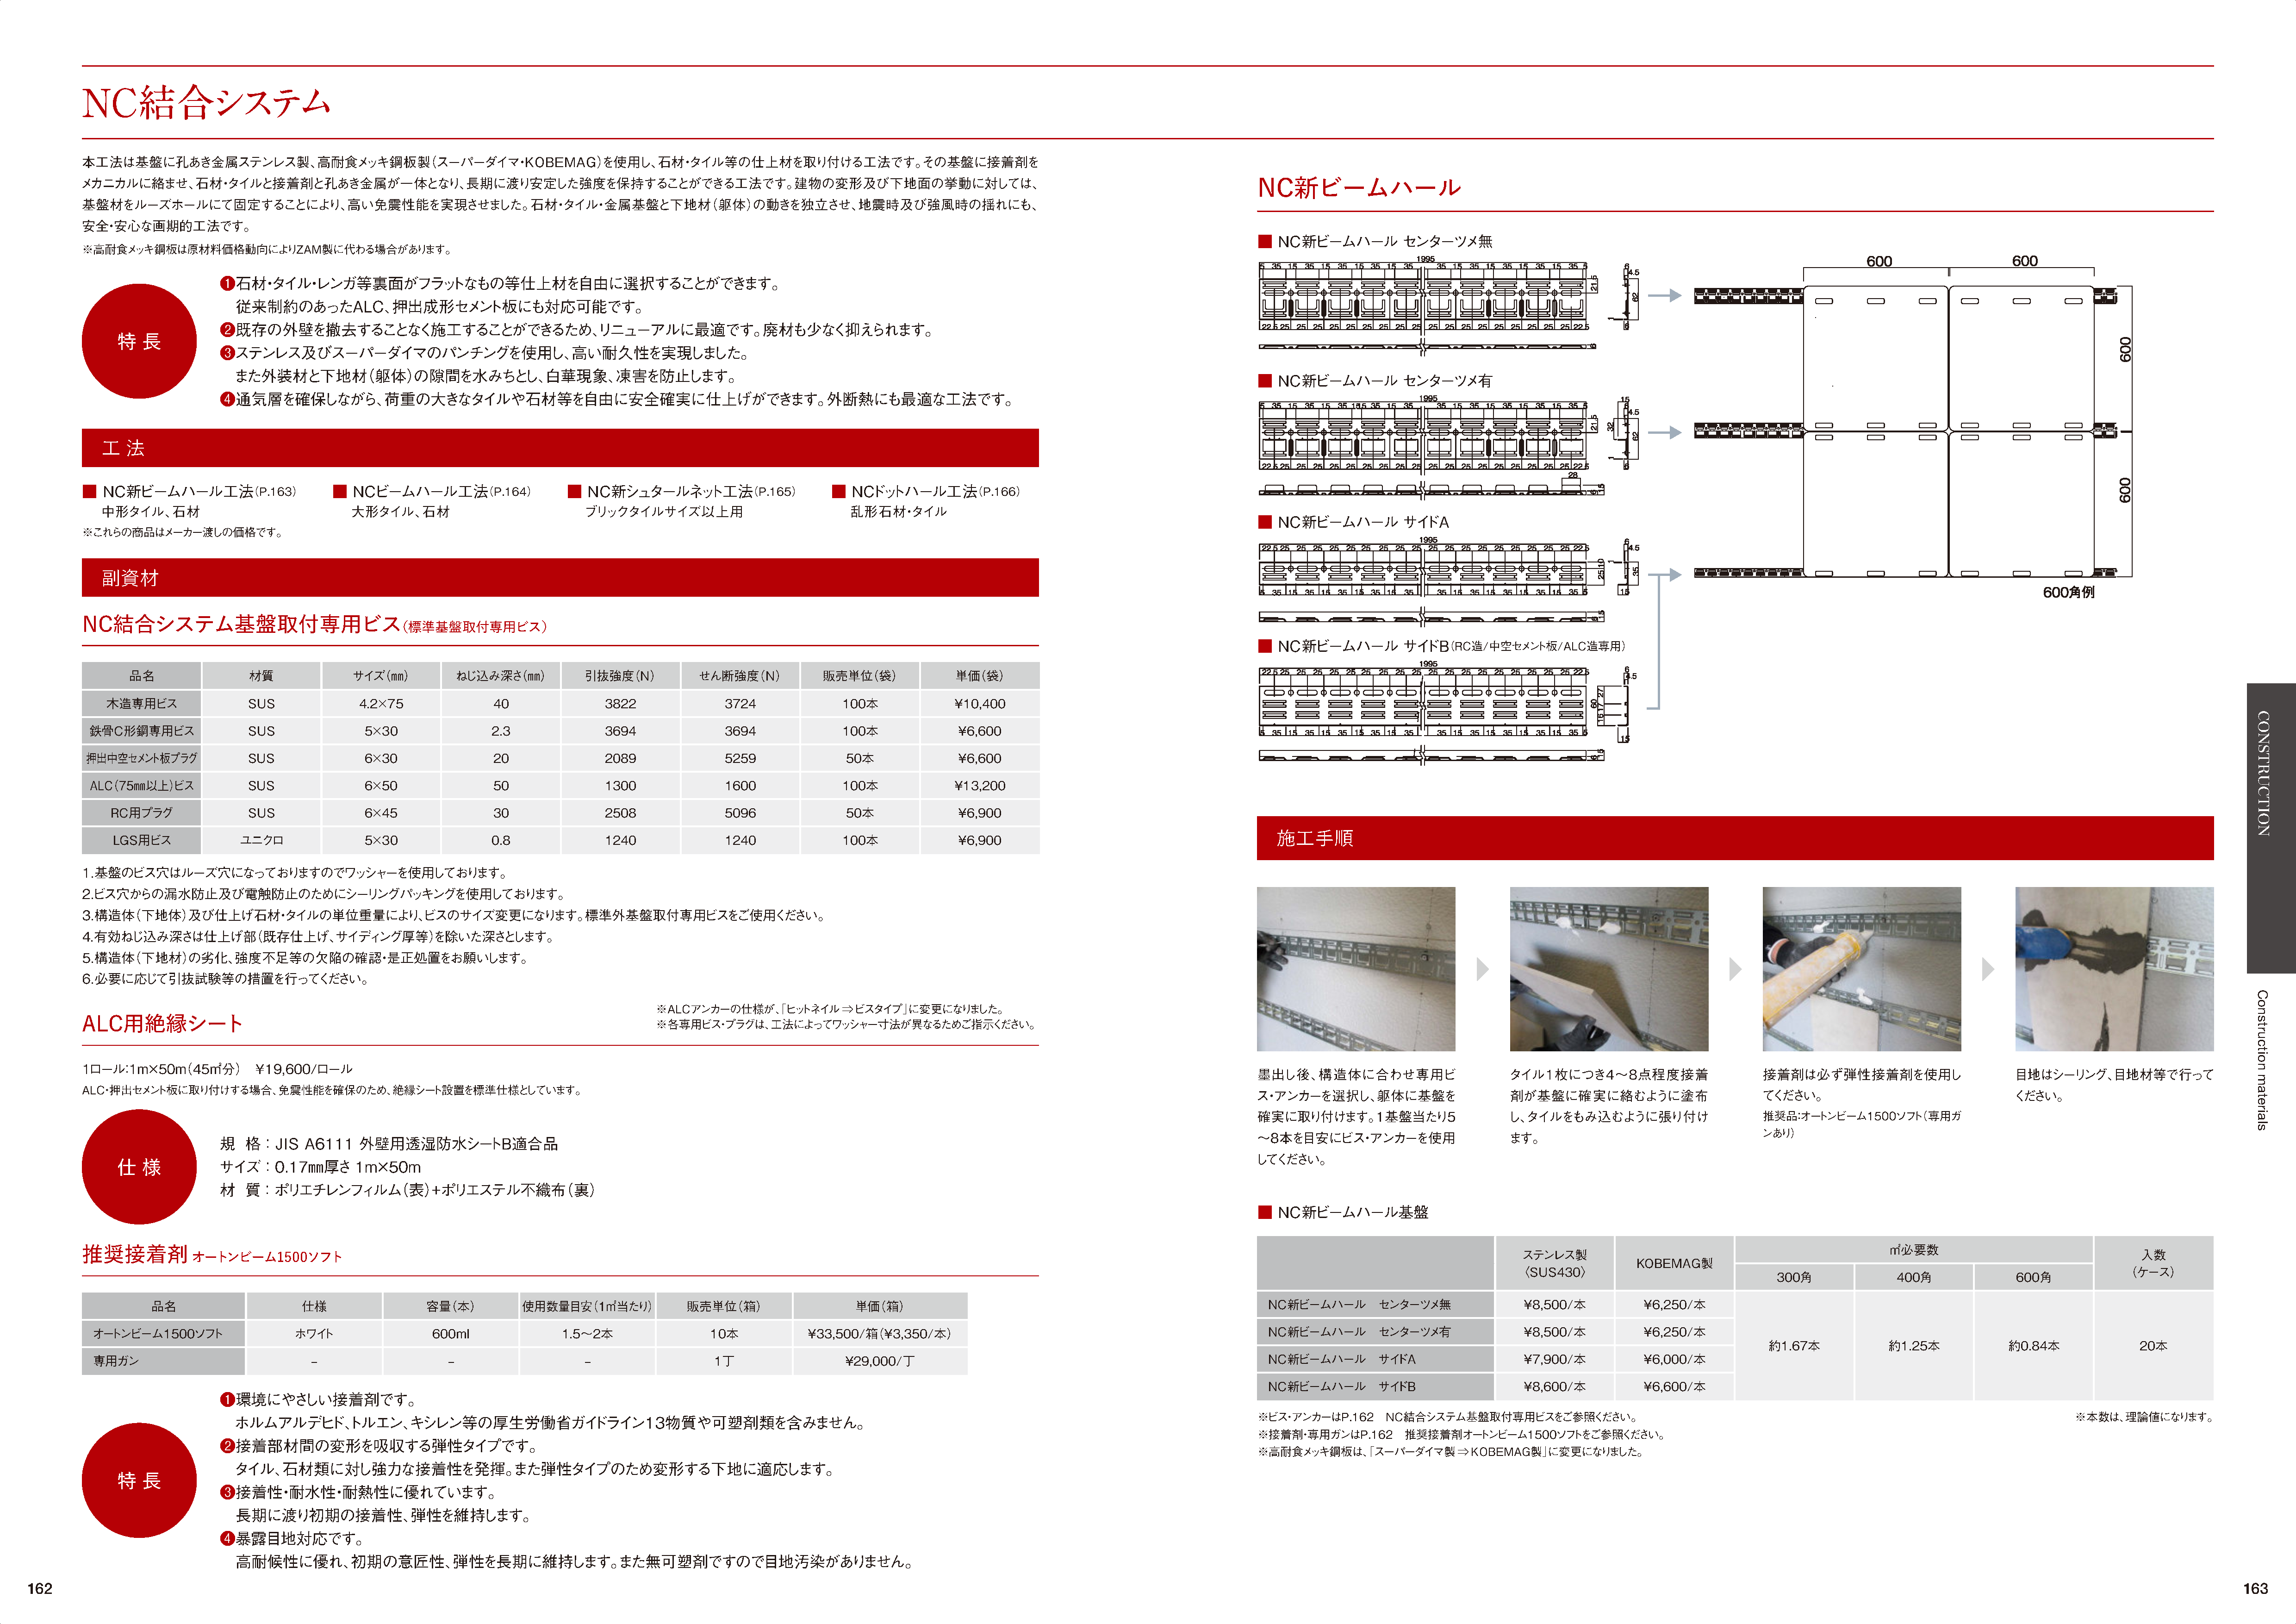 NC結合システム
本工法は基盤に孔あき金属ステンレス製、高耐食メッキ鋼板製（スーパーダイマ・KOBEMAG）を使用し、石材・タイル等の仕上材を取り付ける工法です。その基盤に接着剤を
メカニカルに絡ませ、石材・タイルと接着剤と孔あき金属が一体となり、長期に渡り安定した強度を保持することができる工法です。建物の変形及び下地面の挙動に対しては、
基盤材をルーズホールにて固定することにより、高い免震性能を実現させました。石材・タイル・金属基盤と下地材（躯体）の動きを独立させ、地震時及び強風時の揺れにも、
安全・安心な画期的工法です。
※高耐食メッキ鋼板は原材料価格動向によりZAM製に代わる場合があります。
特 長
❶石材・タイル・レンガ等裏面がフラットなもの等仕上材を自由に選択することができます。
従来制約のあったALC、押出成形セメント板にも対応可能です。
❷既存の外壁を撤去することなく施工することができるため、リニューアルに最適です。廃材も少なく抑えられます。
❸ステンレス及びスーパーダイマのパンチングを使用し、高い耐久性を実現しました。
また外装材と下地材（躯体）の隙間を水みちとし、白華現象、凍害を防止します。
❹通気層を確保しながら、荷重の大きなタイルや石材等を自由に安全確実に仕上げができます。外断熱にも最適な工法です。
工 法
■ NC新ビームハール工法（P.163） ■ NCビームハール工法（P.164） ■ NC新シュタールネット工法（P.165） ■ NCドットハール工法（P.166）
中形タイル、石材 大形タイル、石材 ブリックタイルサイズ以上用 乱形石材・タイル
※これらの商品はメーカー渡しの価格です。
副資材
NC結合システム基盤取付専用ビス（標準基盤取付専用ビス）
品名 材質 サイズ（㎜） ねじ込み深さ（㎜） 引抜強度（N） せん断強度（N） 販売単位（袋） 単価（袋）
木造専用ビス SUS 4.2×75 40 3822 3724 100本 ¥10,400
鉄骨C形鋼専用ビス SUS 5×30 2.3 3694 3694 100本 ¥6,600
押出中空セメント板プラグ SUS 6×30 20 2089 5259 50本 ¥6,600
ALC（75㎜以上）ビス SUS 6×50 50 1300 1600 100本 ¥13,200
RC用プラグ SUS 6×45 30 2508 5096 50本 ¥6,900
LGS用ビス ユニクロ 5×30 0.8 1240 1240 100本 ¥6,900
1.基盤のビス穴はルーズ穴になっておりますのでワッシャーを使用しております。
2.ビス穴からの漏水防止及び電触防止のためにシーリングパッキングを使用しております。
3.構造体（下地体）及び仕上げ石材・タイルの単位重量により、ビスのサイズ変更になります。標準外基盤取付専用ビスをご使用ください。
4.有効ねじ込み深さは仕上げ部（既存仕上げ、サイディング厚等）を除いた深さとします。
5.構造体（下地材）の劣化、強度不足等の欠陥の確認・是正処置をお願いします。
6.必要に応じて引抜試験等の措置を行ってください。
※ALCアンカーの仕様が、「ヒットネイル⇒ビスタイプ」に変更になりました。
※各専用ビス・プラグは、工法によってワッシャー寸法が異なるためご指示ください。
ALC用絶縁シート
1ロール：1m×50m（45㎡分） ¥19,600/ロール
ALC・押出セメント板に取り付けする場合、免震性能を確保のため、絶縁シート設置を標準仕様としています。
仕 様
規 格：JIS A6111 外壁用透湿防水シートB適合品
サイズ：0.17㎜厚さ 1m×50m
材 質：ポリエチレンフィルム（表）+ポリエステル不織布（裏）
推奨接着剤 オートンビーム1500ソフト
品名 仕様 容量（本） 使用数量目安（1㎡当たり） 販売単位（箱） 単価（箱）
オートンビーム1500ソフト ホワイト 600ml 1.5〜2本 10本 ¥33,500/箱（¥3,350/本）
専用ガン − − − 1丁 ¥29,000/丁
特 長
❶環境にやさしい接着剤です。
ホルムアルデヒド、トルエン、キシレン等の厚生労働省ガイドライン13物質や可塑剤類を含みません。
❷接着部材間の変形を吸収する弾性タイプです。
タイル、石材類に対し強力な接着性を発揮。また弾性タイプのため変形する下地に適応します。
❸接着性・耐水性・耐熱性に優れています。
長期に渡り初期の接着性、弾性を維持します。
❹暴露目地対応です。
高耐候性に優れ、初期の意匠性、弾性を長期に維持します。また無可塑剤ですので目地汚染がありません。
162
NC新ビームハール
■ NC新ビームハール センターツメ無
1995
■ NC新ビームハール センターツメ有
1995
■ NC新ビームハール サイドA
1995
■ NC新ビームハール サイドB（RC造/中空セメント板/ALC造専用）
1995
600 600
600
600
600角例
施工手順
墨出し後、構造体に合わせ専用ビ
ス・アンカーを選択し、躯体に基盤を
確実に取り付けます。1基盤当たり5
〜8本を目安にビス・アンカーを使用
してください。
タイル1枚につき4〜8点程度接着
剤が基盤に確実に絡むように塗布
し、タイルをもみ込むように張り付け
ます。
接着剤は必ず弾性接着剤を使用し
てください。
推奨品：オートンビーム1500ソフト（専用ガ
ンあり）
目地はシーリング、目地材等で行って
ください。
■ NC新ビームハール基盤
ステンレス製 〈SUS430〉 KOBEMAG製 ㎡必要数 入数 （ケース）
300角 400角 600角
NC新ビームハール センターツメ無 ¥8,500/本 ¥6,250/本
NC新ビームハール センターツメ有 ¥8,500/本 ¥6,250/本
約1.67本 約1.25本 約0.84本 20本
NC新ビームハール サイドA ¥7,900/本 ¥6,000/本
NC新ビームハール サイドB ¥8,600/本 ¥6,600/本
※ビス・アンカーはP.162 NC結合システム基盤取付専用ビスをご参照ください。 ※本数は、理論値になります。
※接着剤・専用ガンはP.162 推奨接着剤オートンビーム1500ソフトをご参照ください。
※高耐食メッキ鋼板は、「スーパーダイマ製⇒KOBEMAG製」に変更になりました。
CONSTRUCTION
Construction materials
163